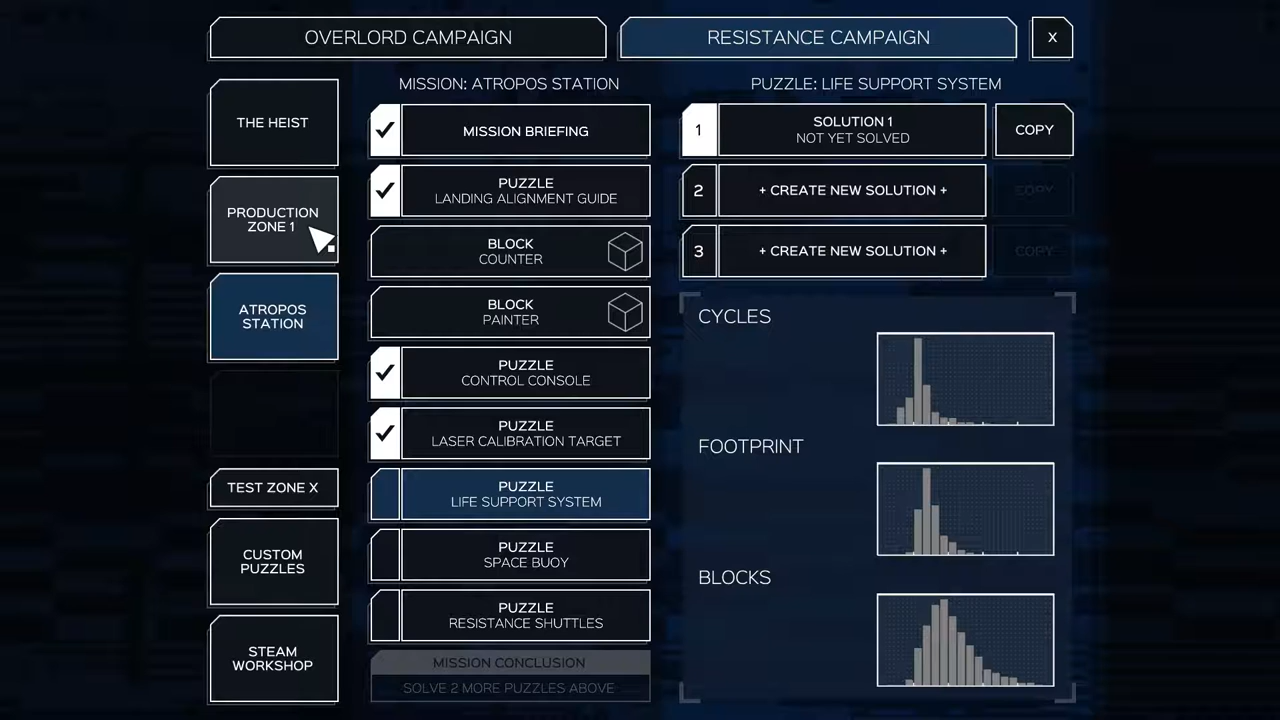 OVERLORD CAMPAIGN
RESISTANCE CAMPAIGN
X
THE HEIST
PRODUCTION
ZONE 1
ATROPOS
STATION
TEST ZONE X
CUSTOM
PUZZLES
STEAM
WORKSHOP
MISSION: ATROPOS STATION
MISSION BRIEFING
PUZZLE
LANDING ALIGNMENT GUIDE
BLOCK
COUNTER
BLOCK
PAINTER
PUZZLE
CONTROL CONSOLE
PUZZLE
LASER CALIBRATION TARGET
PUZZLE
LIFE SUPPORT SYSTEM
PUZZLE
SPACE BUOY
PUZZLE
RESISTANCE SHUTTLES
MISSION CONCLUSION
SOLVE 2 MORE PUZZLES ABOVE
PUZZLE: LIFE SUPPORT SYSTEM
1
SOLUTION 1
NOT YET SOLVED
COPY
2
+ CREATE NEW SOLUTION +
COPY
3
+ CREATE NEW SOLUTION +
COPY
CYCLES
FOOTPRINT
BLOCKS